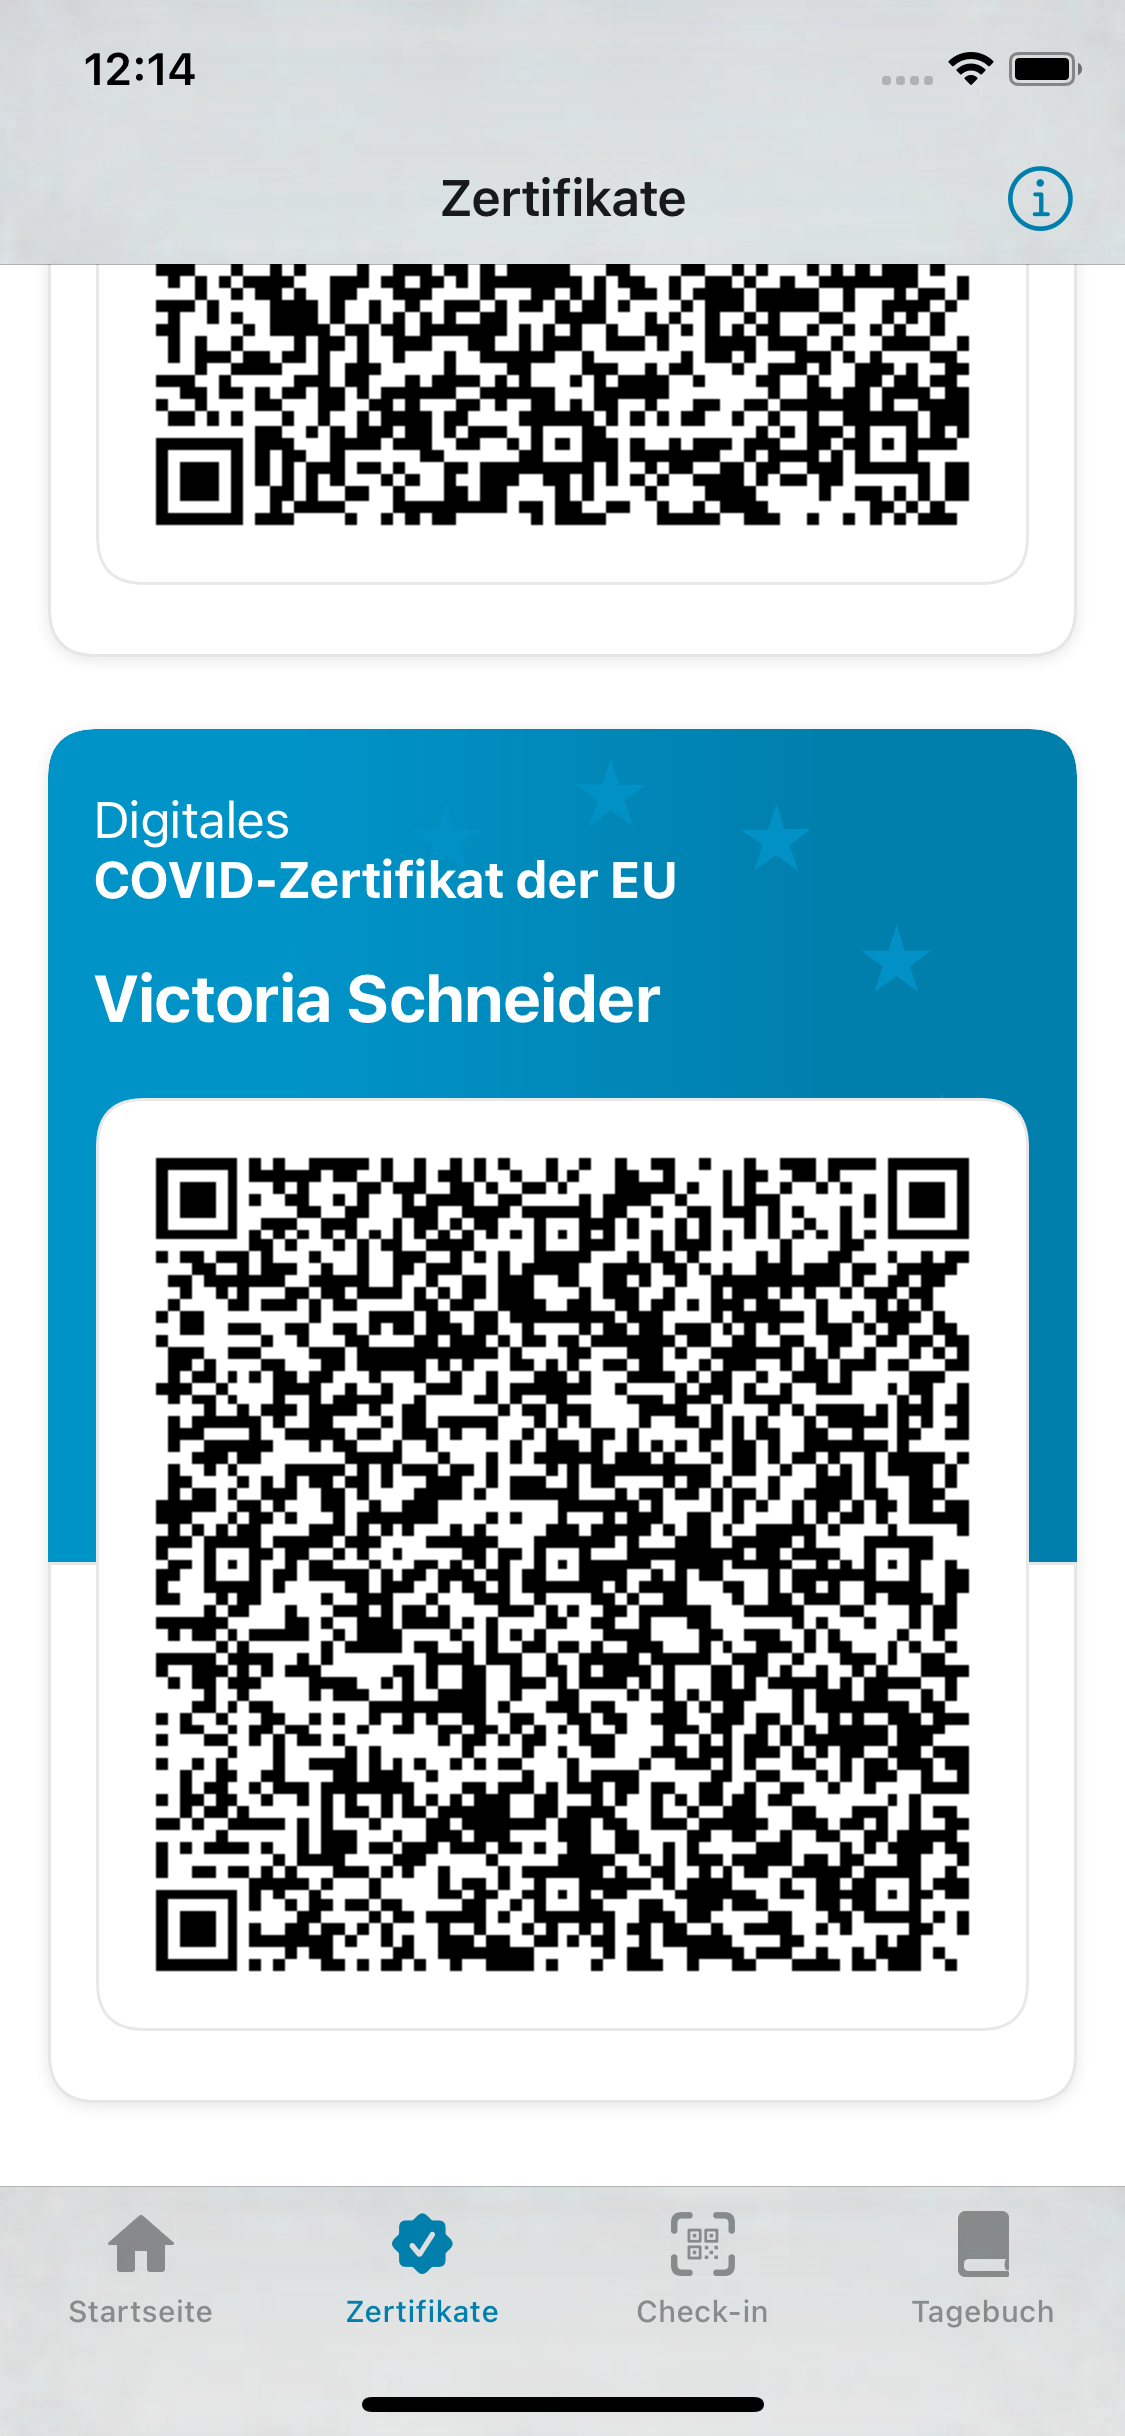 12:14
Zertifikate
Digitales
COVID-Zertifikat der EU
Victoria Schneider
Startseite
Zertifikate
Check-in
Tagebuch